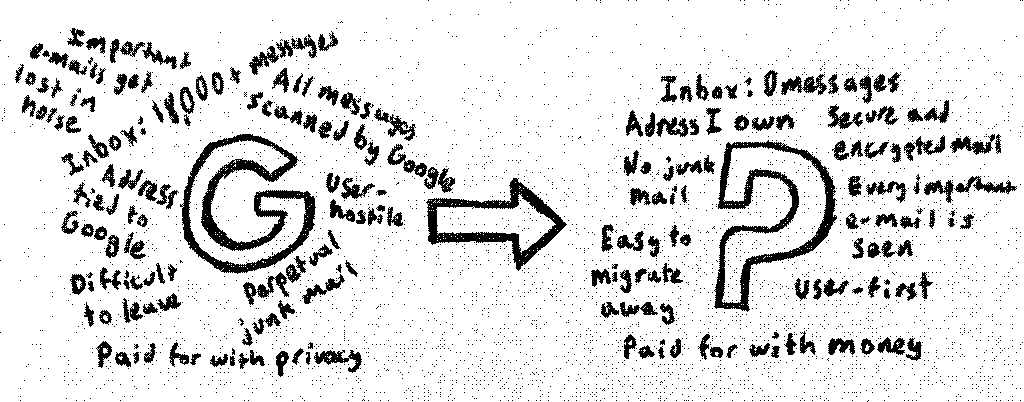 Important
e-mails get
lost in
noise
Inbox: 18,000+ messages
All messages
scanned by Google
Address
tied to
Google
G
User-
hostile
Difficult
to leave
Perpetual
junk mail
Paid for with privacy
Inbox: 0 messages
Adress I own
Secure and
encrypted mail
No junk
mail
P
Every important
e-mail is
seen
Easy to
migrate
away
User-first
Paid for with money